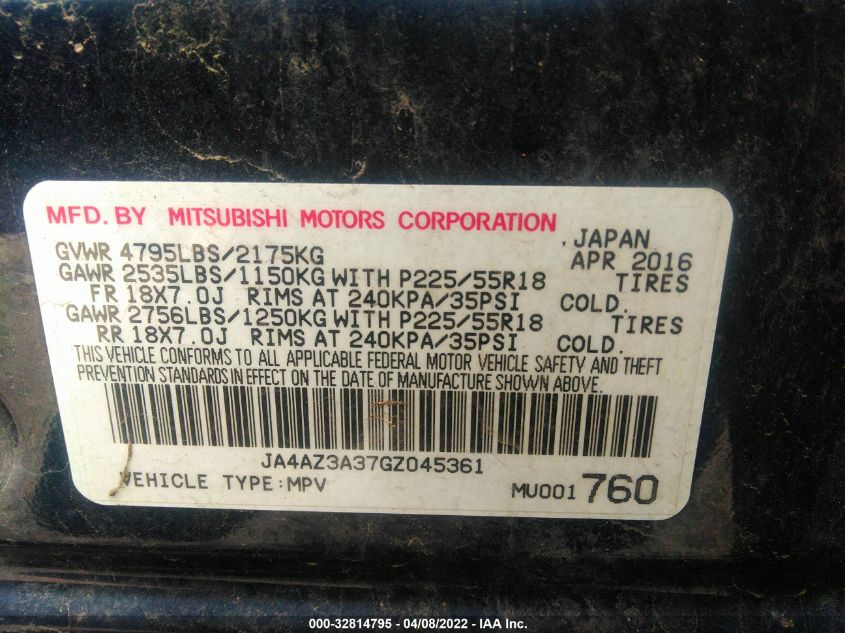 MFD. BY MITSUBISHI MOTORS CORPORATION
, JAPAN
GVWR 4795LBS/2175KG APR 2016
GAWR 2535LBS/1150KG WITH P225/55R18 TIRES
FR 18X7.0J RIMS AT 240KPA/35PSI COLD.
GAWR 2756LBS/1250KG WITH P225/55R18 TIRES
RR 18X7.0J RIMS AT 240KPA/35PSI COLD.
THIS VEHICLE CONFORMS TO ALL APPLICABLE FEDERAL MOTOR VEHICLE SAFETY AND THEFT
PREVENTION STANDARDS IN EFFECT ON THE DATE OF MANUFACTURE SHOWN ABOVE.
JA4AZ3A37GZ045361
VEHICLE TYPE:MPV MU001 760
000-32814795 - 04/08/2022 - IAA Inc.